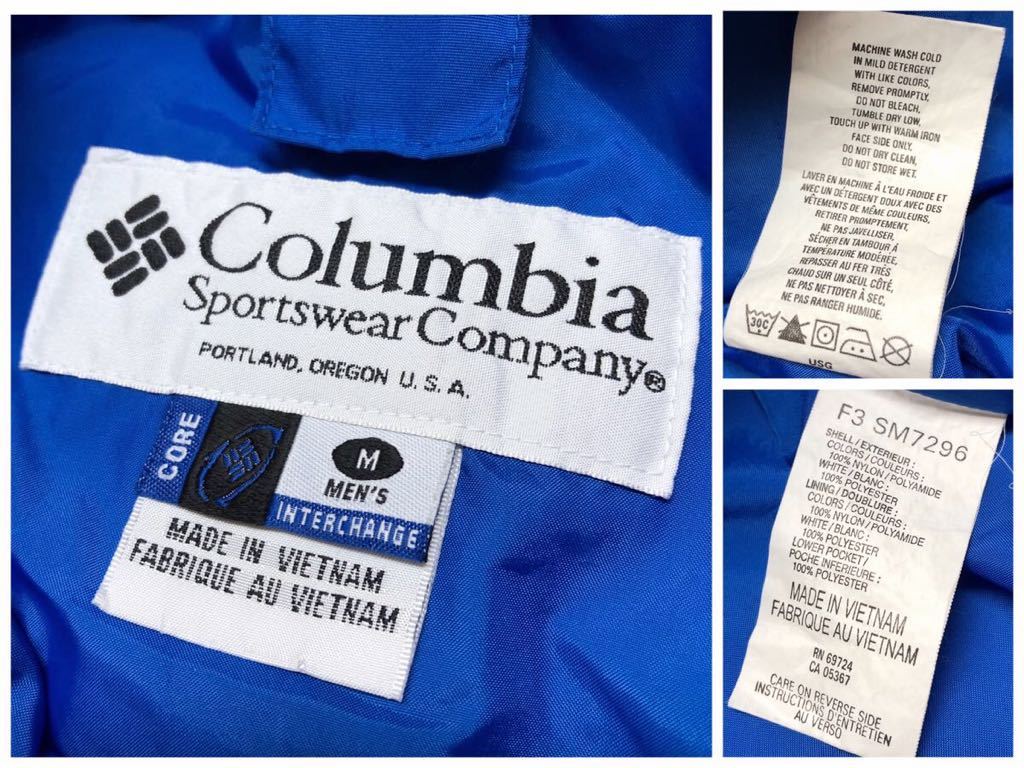 Columbia
Sportswear Company®
PORTLAND, OREGON U.S.A.
CORE
M
MEN'S
INTERCHANGE
MADE IN VIETNAM
FABRIQUE AU VIETNAM
MACHINE WASH COLD
IN MILD DETERGENT
WITH LIKE COLORS,
REMOVE PROMPTLY,
DO NOT BLEACH,
TUMBLE DRY LOW,
TOUCH UP WITH WARM IRON
FACE SIDE ONLY,
DO NOT DRY CLEAN,
DO NOT STORE WET.
LAVER EN MACHINE À L'EAU FROIDE ET
AVEC UN DÉTERGENT DOUX AVEC DES
VÊTEMENTS DE MÊME COULEURS,
RETIRER PROMPTEMENT,
NE PAS JAVELLISER,
SÉCHER EN TAMBOUR À
TEMPÉRATURE MODÉRÉE,
REPASSER AU FER TRÈS
CHAUD SUR UN SEUL CÔTÉ,
NE PAS NETTOYER À SEC,
NE PAS RANGER HUMIDE.
30C
USG
F3 SM7296
SHELL/EXTERIEUR:
COLORS/COULEURS:
100% NYLON/POLYAMIDE
WHITE/BLANC:
100% POLYESTER
LINING/DOUBLURE:
COLORS/COULEURS:
100% NYLON/POLYAMIDE
WHITE/BLANC:
100% POLYESTER
LOWER POCKET/
POCHE INFERIEURE:
100% POLYESTER
MADE IN VIETNAM
FABRIQUE AU VIETNAM
RN 69724
CA 05367
CARE ON REVERSE SIDE
INSTRUCTIONS D'ENTRETIEN
AU VERSO